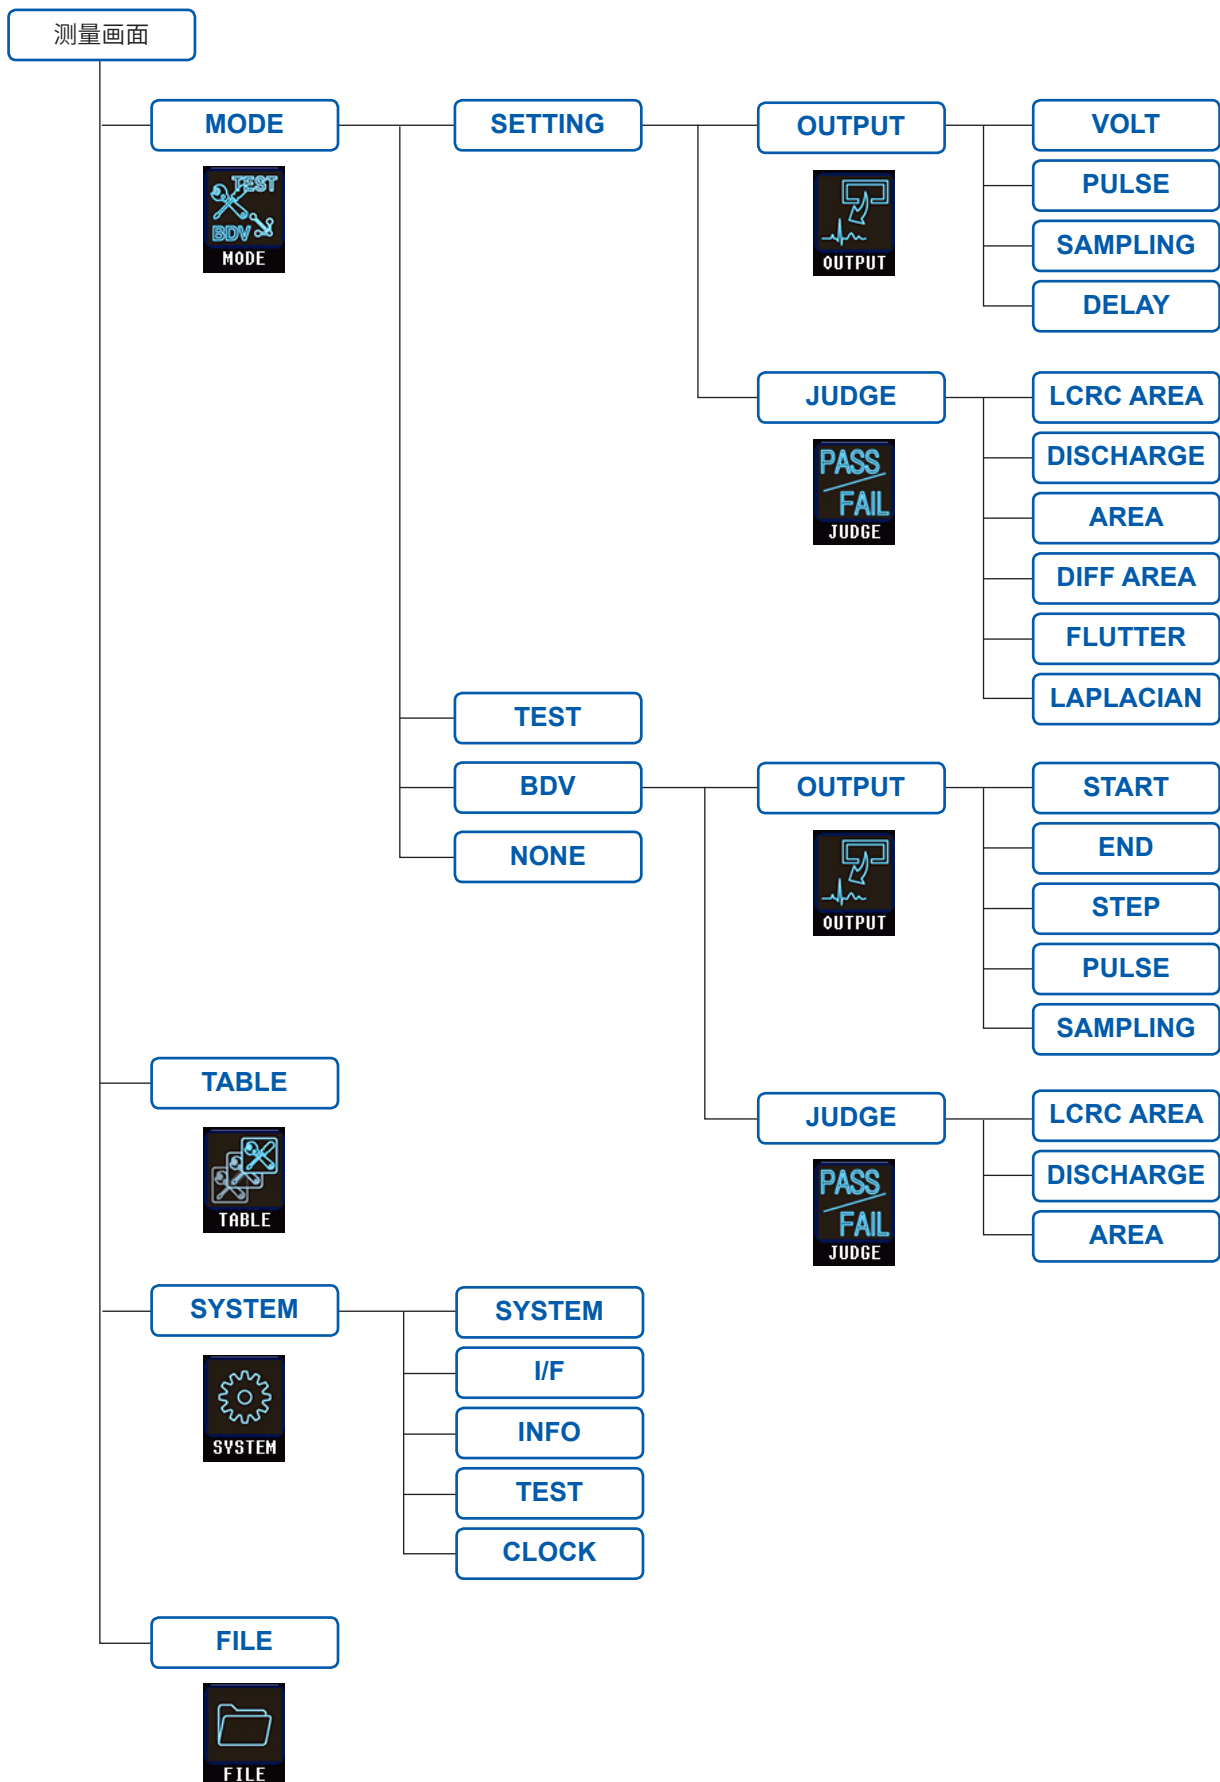 测量画面
MODE
SETTING
OUTPUT
VOLT
TEST
BDV
MODE
OUTPUT
PULSE
SAMPLING
DELAY
JUDGE
PASS
FAIL
JUDGE
LCRC AREA
DISCHARGE
AREA
DIFF AREA
FLUTTER
LAPLACIAN
TEST
BDV
OUTPUT
OUTPUT
START
END
STEP
PULSE
SAMPLING
NONE
JUDGE
PASS
FAIL
JUDGE
LCRC AREA
DISCHARGE
AREA
TABLE
TABLE
SYSTEM
SYSTEM
SYSTEM
I/F
INFO
TEST
CLOCK
FILE
FILE